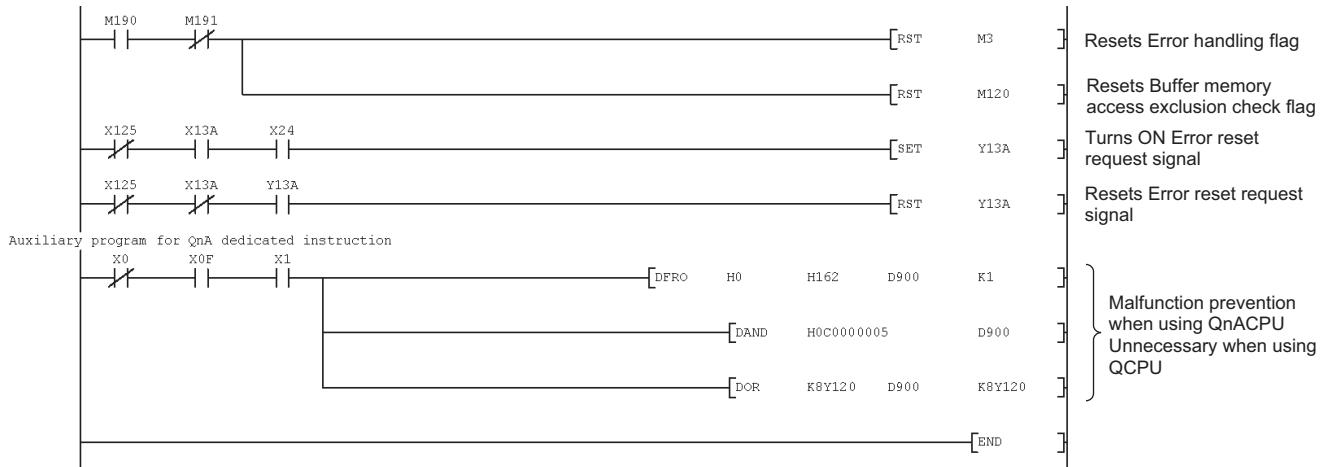 M190 M191
RST M3 Resets Error handling flag
RST M120 Resets Buffer memory
access exclusion check flag
X125 X13A X24
SET Y13A Turns ON Error reset
request signal
X125 X13A Y13A
RST Y13A Resets Error reset request
signal
Auxiliary program for QnA dedicated instruction
X0 X0F X1
DFRO H0 H162 D900 K1
DAND H0C0000005 D900
DOR K8Y120 D900 K8Y120
Malfunction prevention
when using QnACPU
Unnecessary when using
QCPU
END